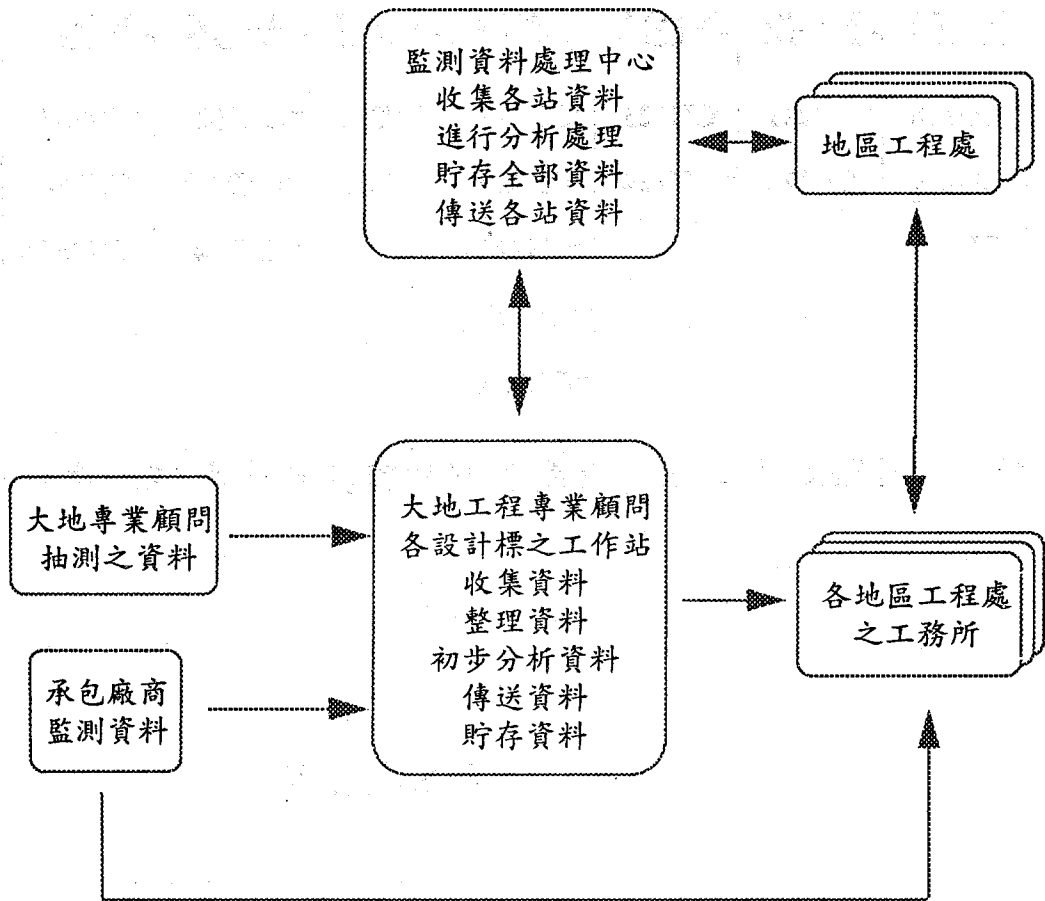 監測資料處理中心
收集各站資料
進行分析處理
貯存全部資料
傳送各站資料
地區工程處
大地專業顧問
抽測之資料
大地工程專業顧問
各設計標之工作站
收集資料
整理資料
初步分析資料
傳送資料
貯存資料
各地區工程處
之工務所
承包廠商
監測資料